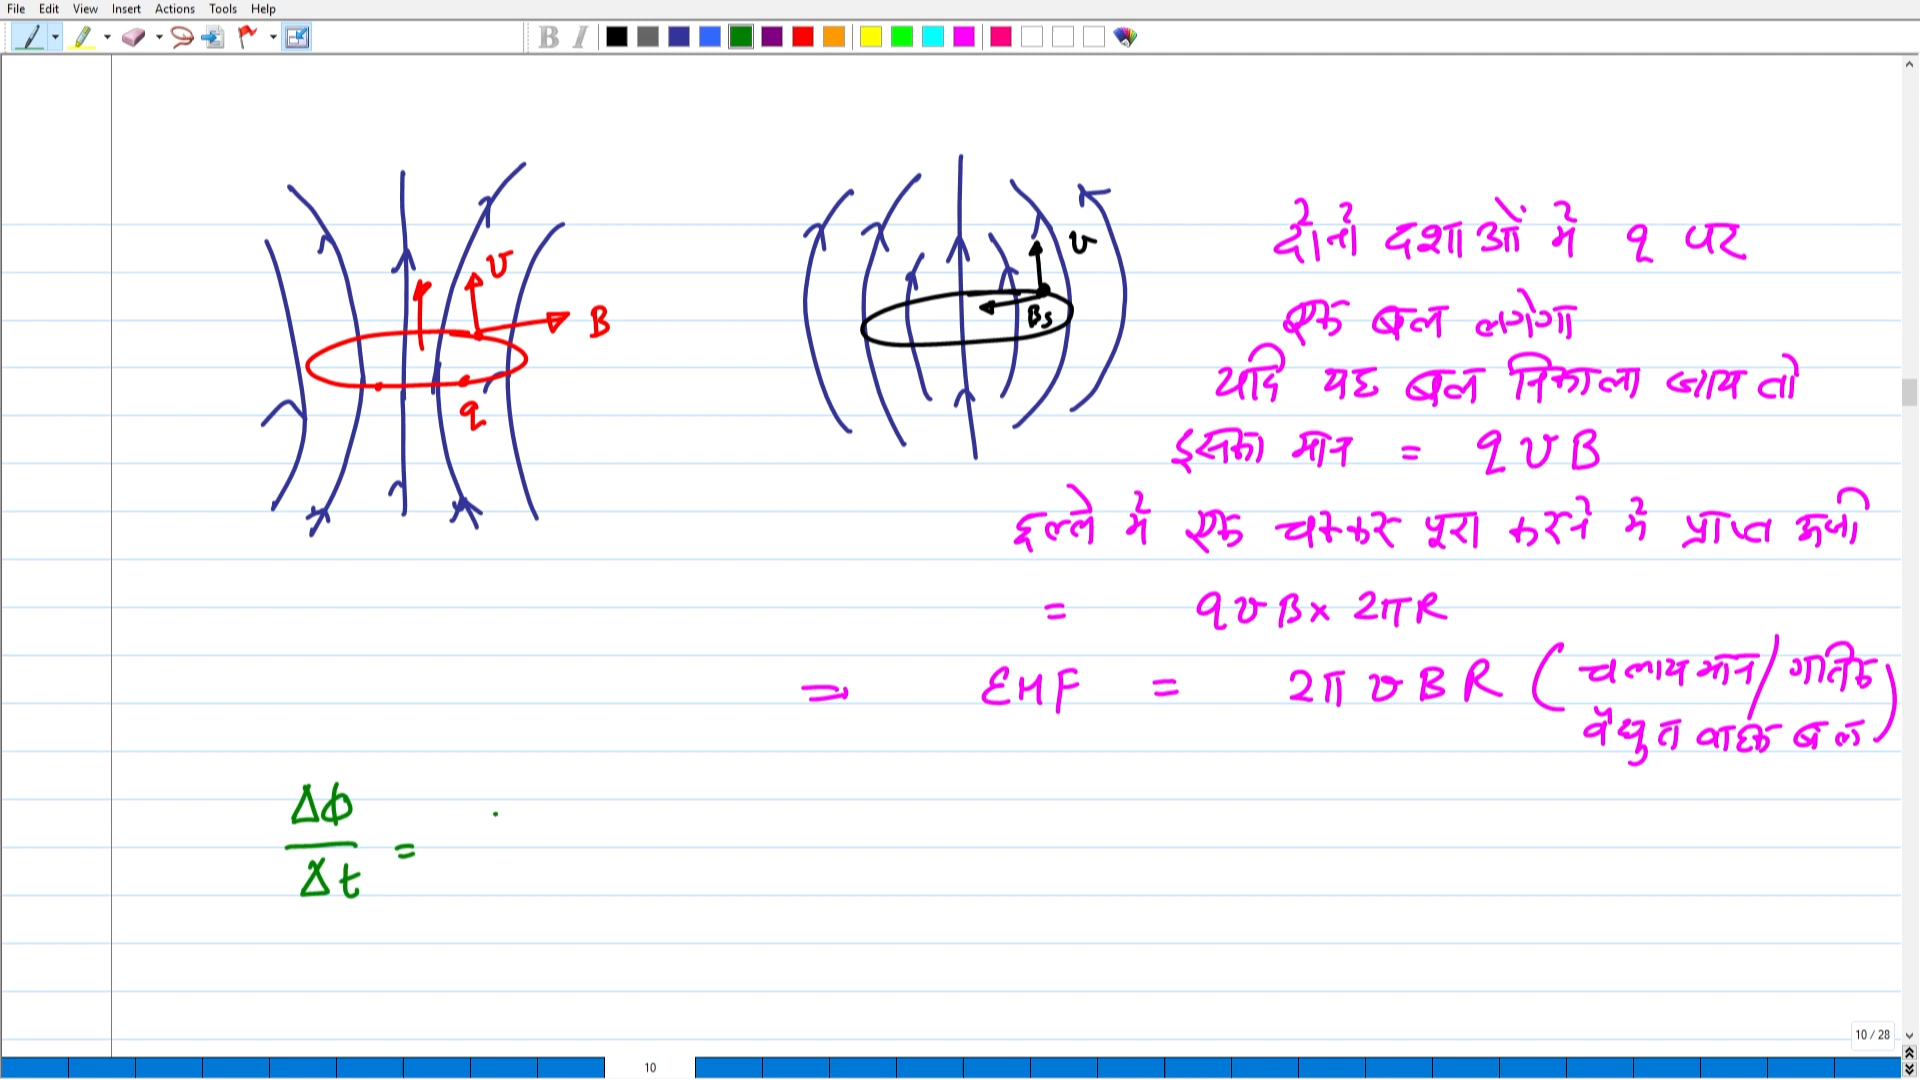 File Edit View Insert Actions Tools Help
B I
v
B
q
v
Bs
दोनो दशाओं में q पर
एक बल लगेगा
यदि यह बल निकाला जाय तो
इसका मान = qvB
छल्ले में एक चक्कर पूरा करने में प्राप्त ऊर्जा
= qvB × 2πR
⇒ EMF = 2π v B R (चलायमान/गतिक
वैद्युत वाहक बल)
Δφ
Δt
=
10 / 28
10